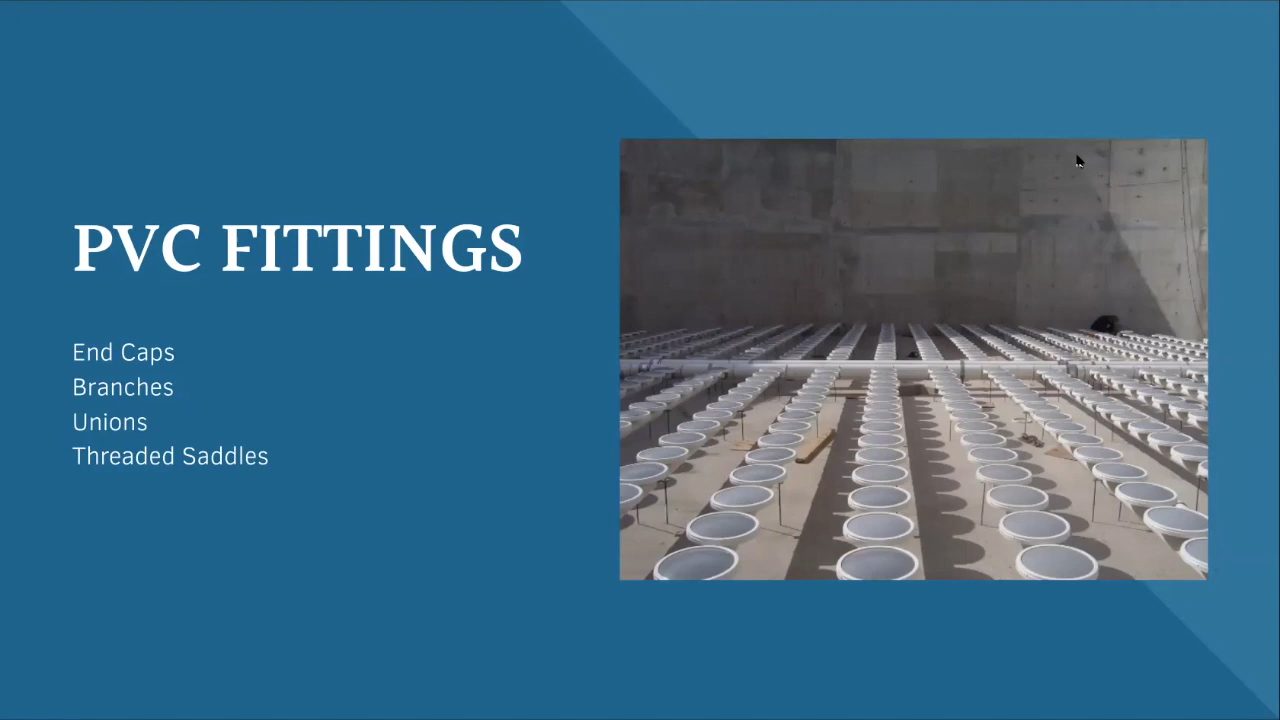 PVC FITTINGS
End Caps
Branches
Unions
Threaded Saddles